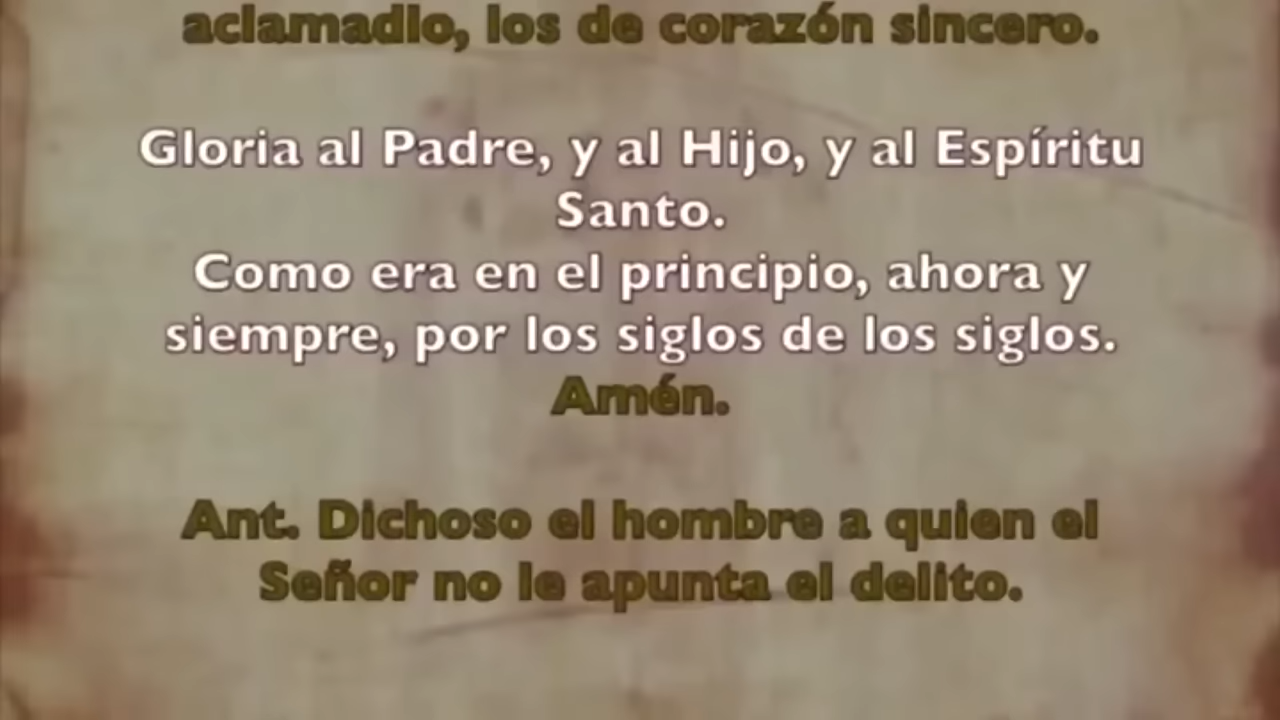 aclamadlo, los de corazón sincero.
Gloria al Padre, y al Hijo, y al Espíritu
Santo.
Como era en el principio, ahora y
siempre, por los siglos de los siglos.
Amén.
Ant. Dichoso el hombre a quien el
Señor no le apunta el delito.